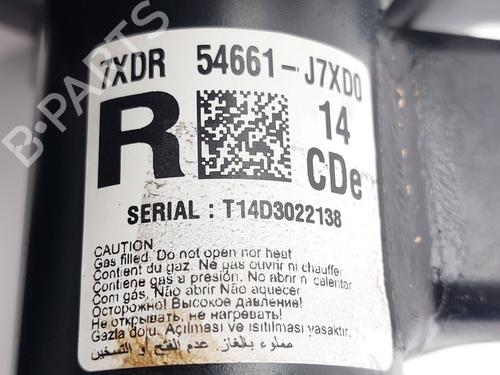 7XDR 54661-J7XD0
R 14
CDe
SERIAL : T14D3022138
CAUTION
Gas filled. Do not open nor heat
Contient du gaz. Ne pas ouvrir ni chauffer
Contiene gas a presión. No abrir ni calentar
Com gás. Não abrir Não aquecer
Осторожно! Высокое давление!
Не открывать, не нагревать!
Gazla dolu. Açılması ve ısıtılması yasaktır.
مملوء بالغاز. عدم الفتح أو التسخين
B-PARTS